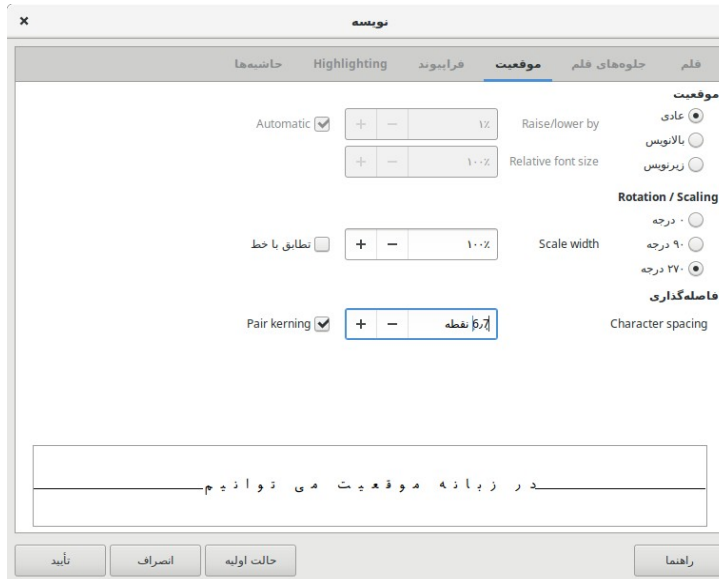 نویسه
قلم جلوه‌های قلم موقعیت فراپیوند Highlighting حاشیه‌ها
موقعیت
عادی
بالانویس
زیرنویس
Raise/lower by ۱٪ Automatic
Relative font size ۱۰۰٪
Rotation / Scaling
۰ درجه
۹۰ درجه
۲۷۰ درجه
Scale width ۱۰۰٪ تطابق با خط
فاصله‌گذاری
Character spacing 6٫7 نقطه Pair kerning
در زبانه موقعیت می توانیم
راهنما حالت اولیه انصراف تأیید